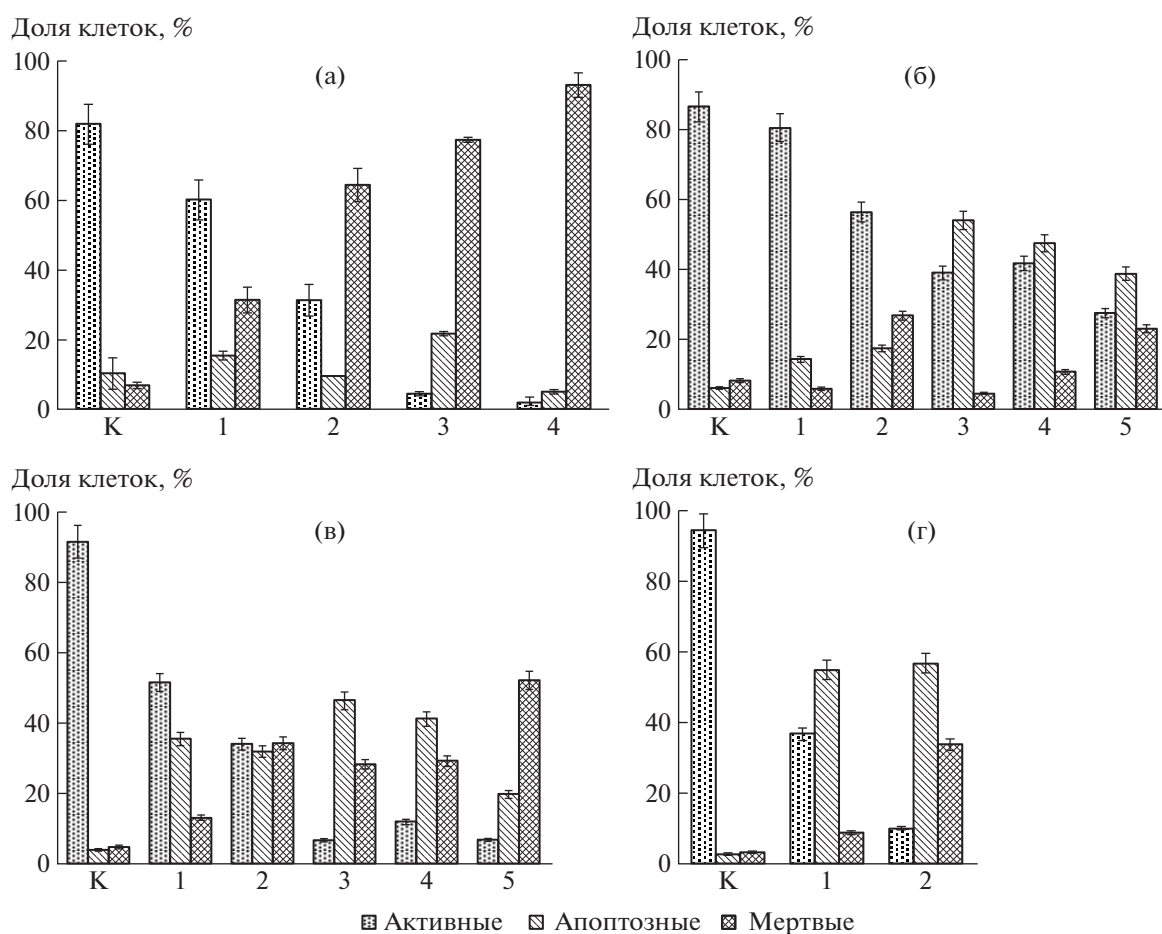 Доля клеток, %
(а)
100
80
60
40
20
0
К 1 2 3 4
Доля клеток, %
(б)
100
80
60
40
20
0
К 1 2 3 4 5
Доля клеток, %
(в)
100
80
60
40
20
0
К 1 2 3 4 5
Доля клеток, %
(г)
100
80
60
40
20
0
К 1 2
Активные Апоптозные Мертвые